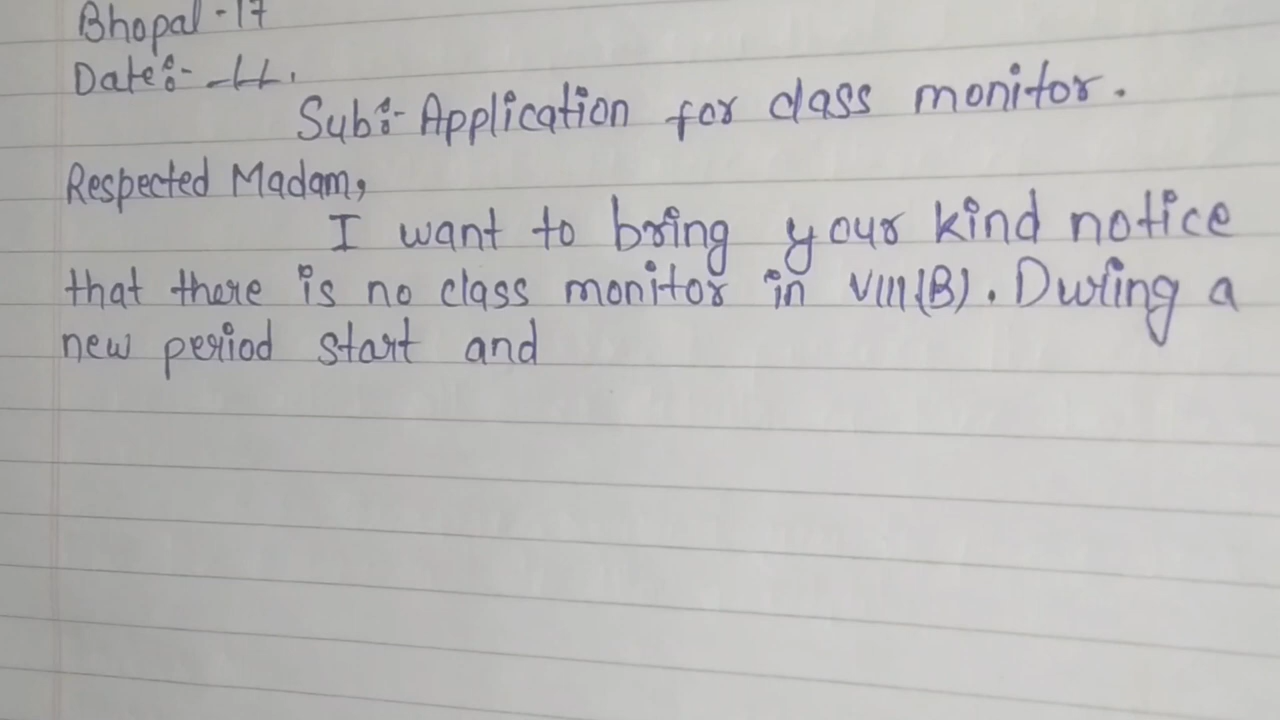 Bhopal - 17
Date:- _LL.
Sub:- Application for class monitor.
Respected Madam,
I want to bring your kind notice
that there is no class monitor in VIII(B). During a
new period start and